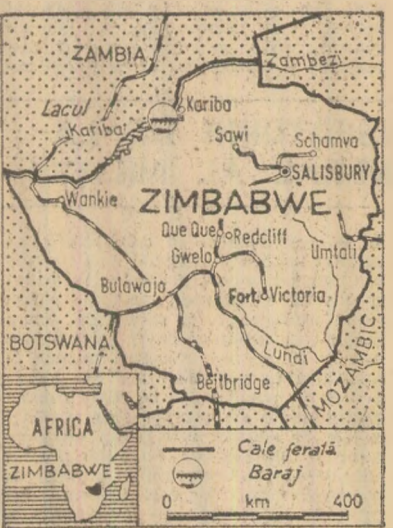 ZAMBIA
Zambezi
Lacul
Kariba
Kariba
Sawi
Schamva
SALISBURY
Wankie
ZIMBABWE
Que Que
Redcliff
Gwelo
Umtali
Bulawajo
Fort. Victoria
BOTSWANA
Lundi
MOZAMBIC
Bejtbridge
AFRICA
ZIMBABWE
Cale ferată
Baraj
0 km 400